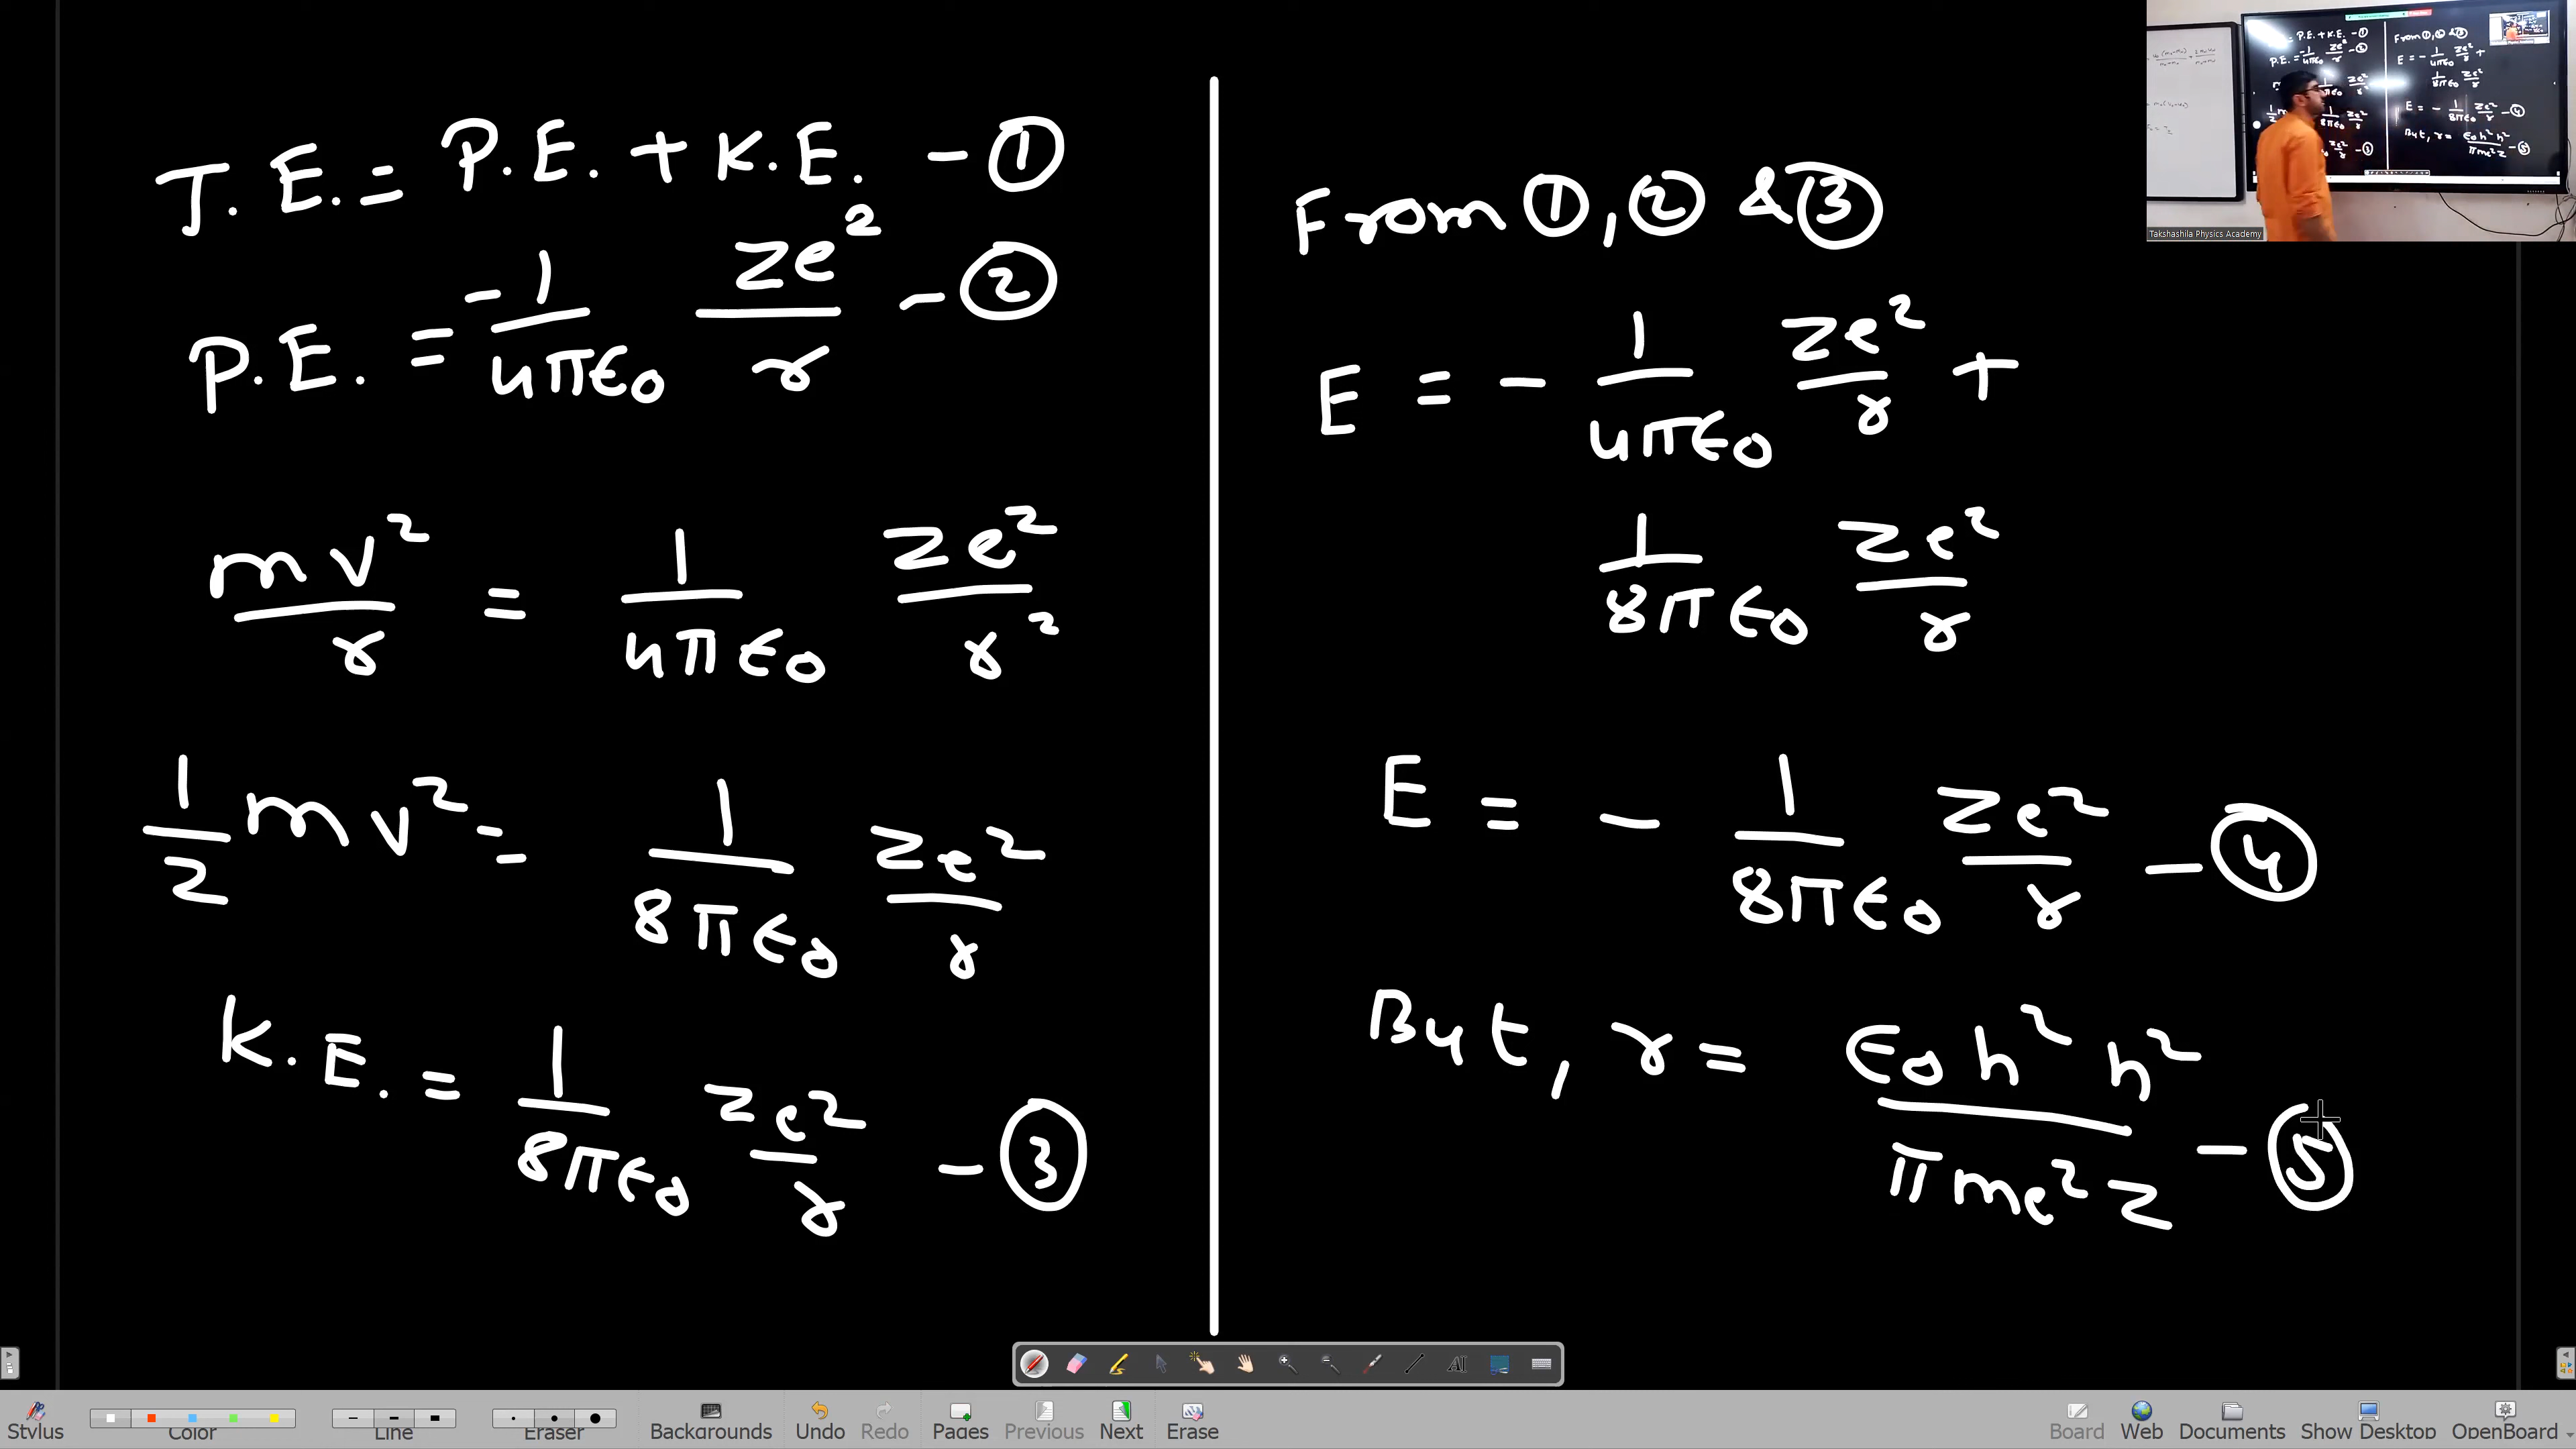 T. E. = P.E. + K.E. - ①
P.E. = -1/4πϵ₀ ze²/r - ②
mv²/r = 1/4πϵ₀ ze²/r²
1/2 mv² = 1/8πϵ₀ ze²/r
K.E. = 1/8πϵ₀ ze²/r - ③
From ①, ② & ③
E = - 1/4πϵ₀ ze²/r +
1/8πϵ₀ ze²/r
E = - 1/8πϵ₀ ze²/r - ④
But, r = ϵ₀h²n²/πme²z - ⑤
Takshashila Physics Academy
Stylus
Color
Line
Eraser
Backgrounds
Undo
Redo
Pages
Previous
Next
Erase
Board
Web
Documents
Show Desktop
OpenBoard